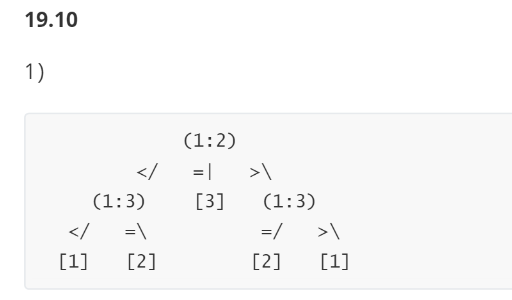 19.10
1)
(1:2)
</ =| >\
(1:3) [3] (1:3)
</ =\ =/ >\
[1] [2] [2] [1]